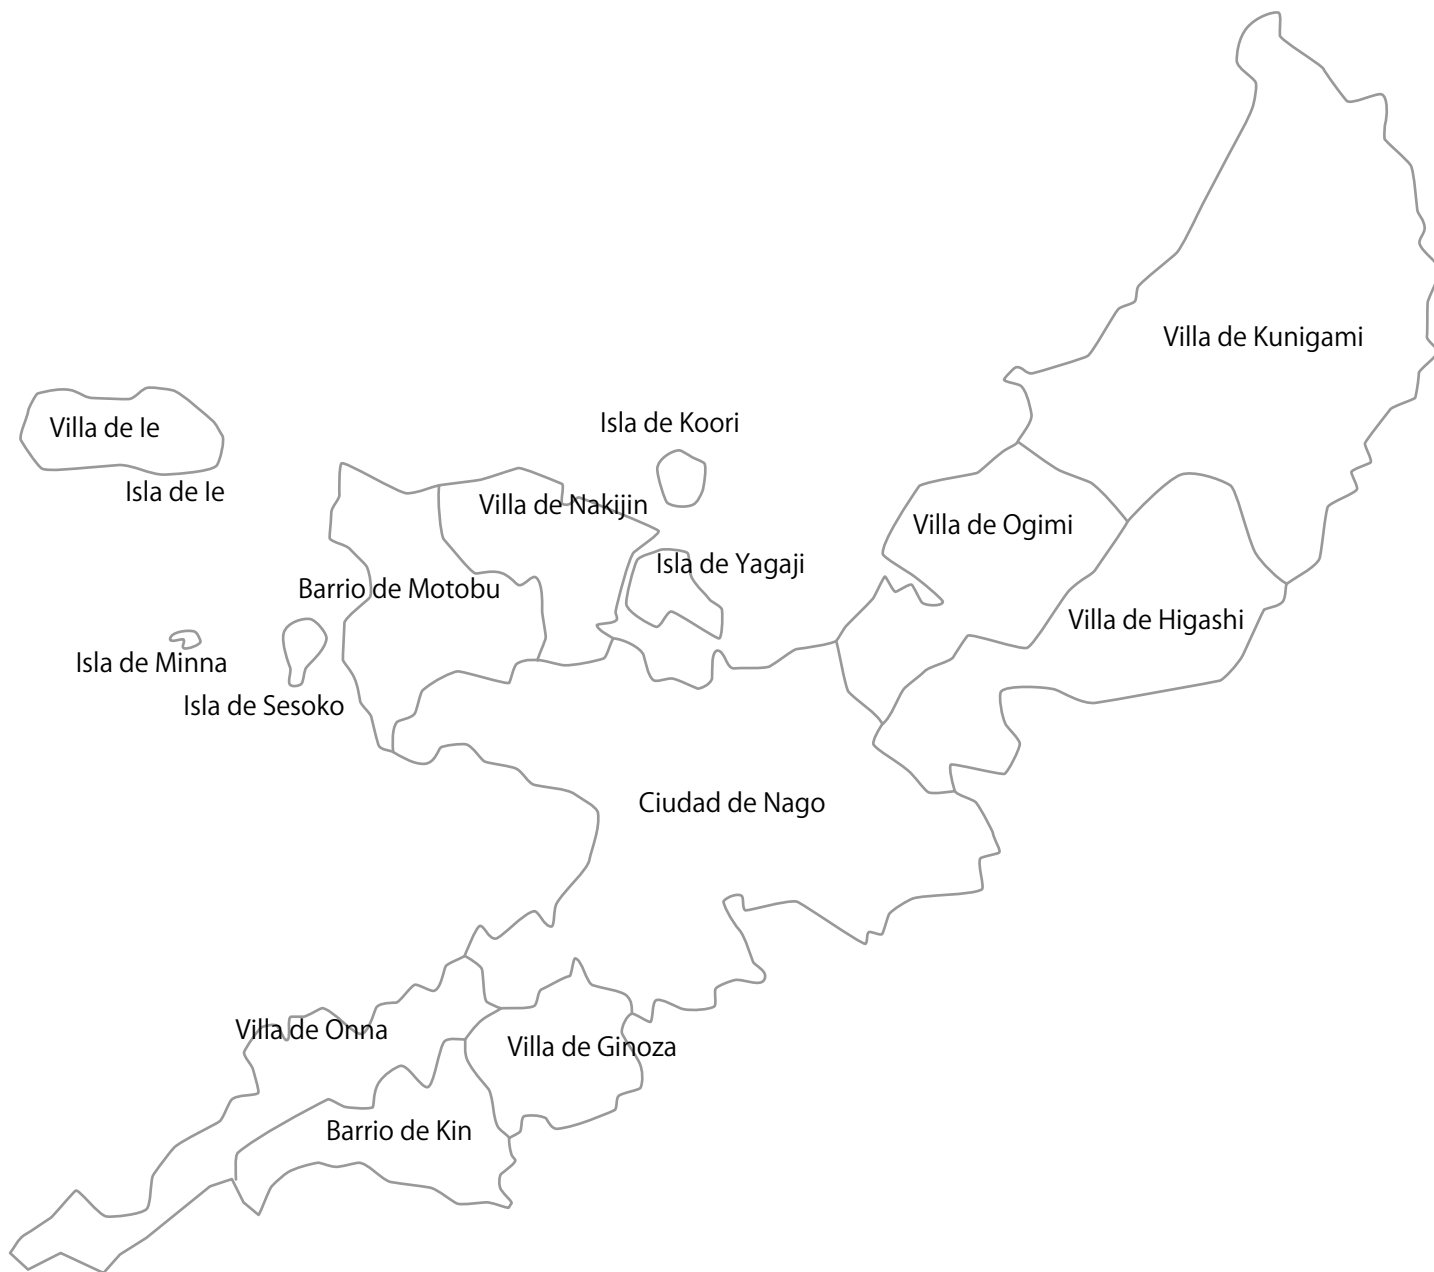 Villa de Kunigami
Isla de Koori
Villa de Ie
Isla de Ie
Villa de Nakijin
Villa de Ogimi
Isla de Yagaji
Barrio de Motobu
Villa de Higashi
Isla de Minna
Isla de Sesoko
Ciudad de Nago
Villa de Onna
Villa de Ginoza
Barrio de Kin